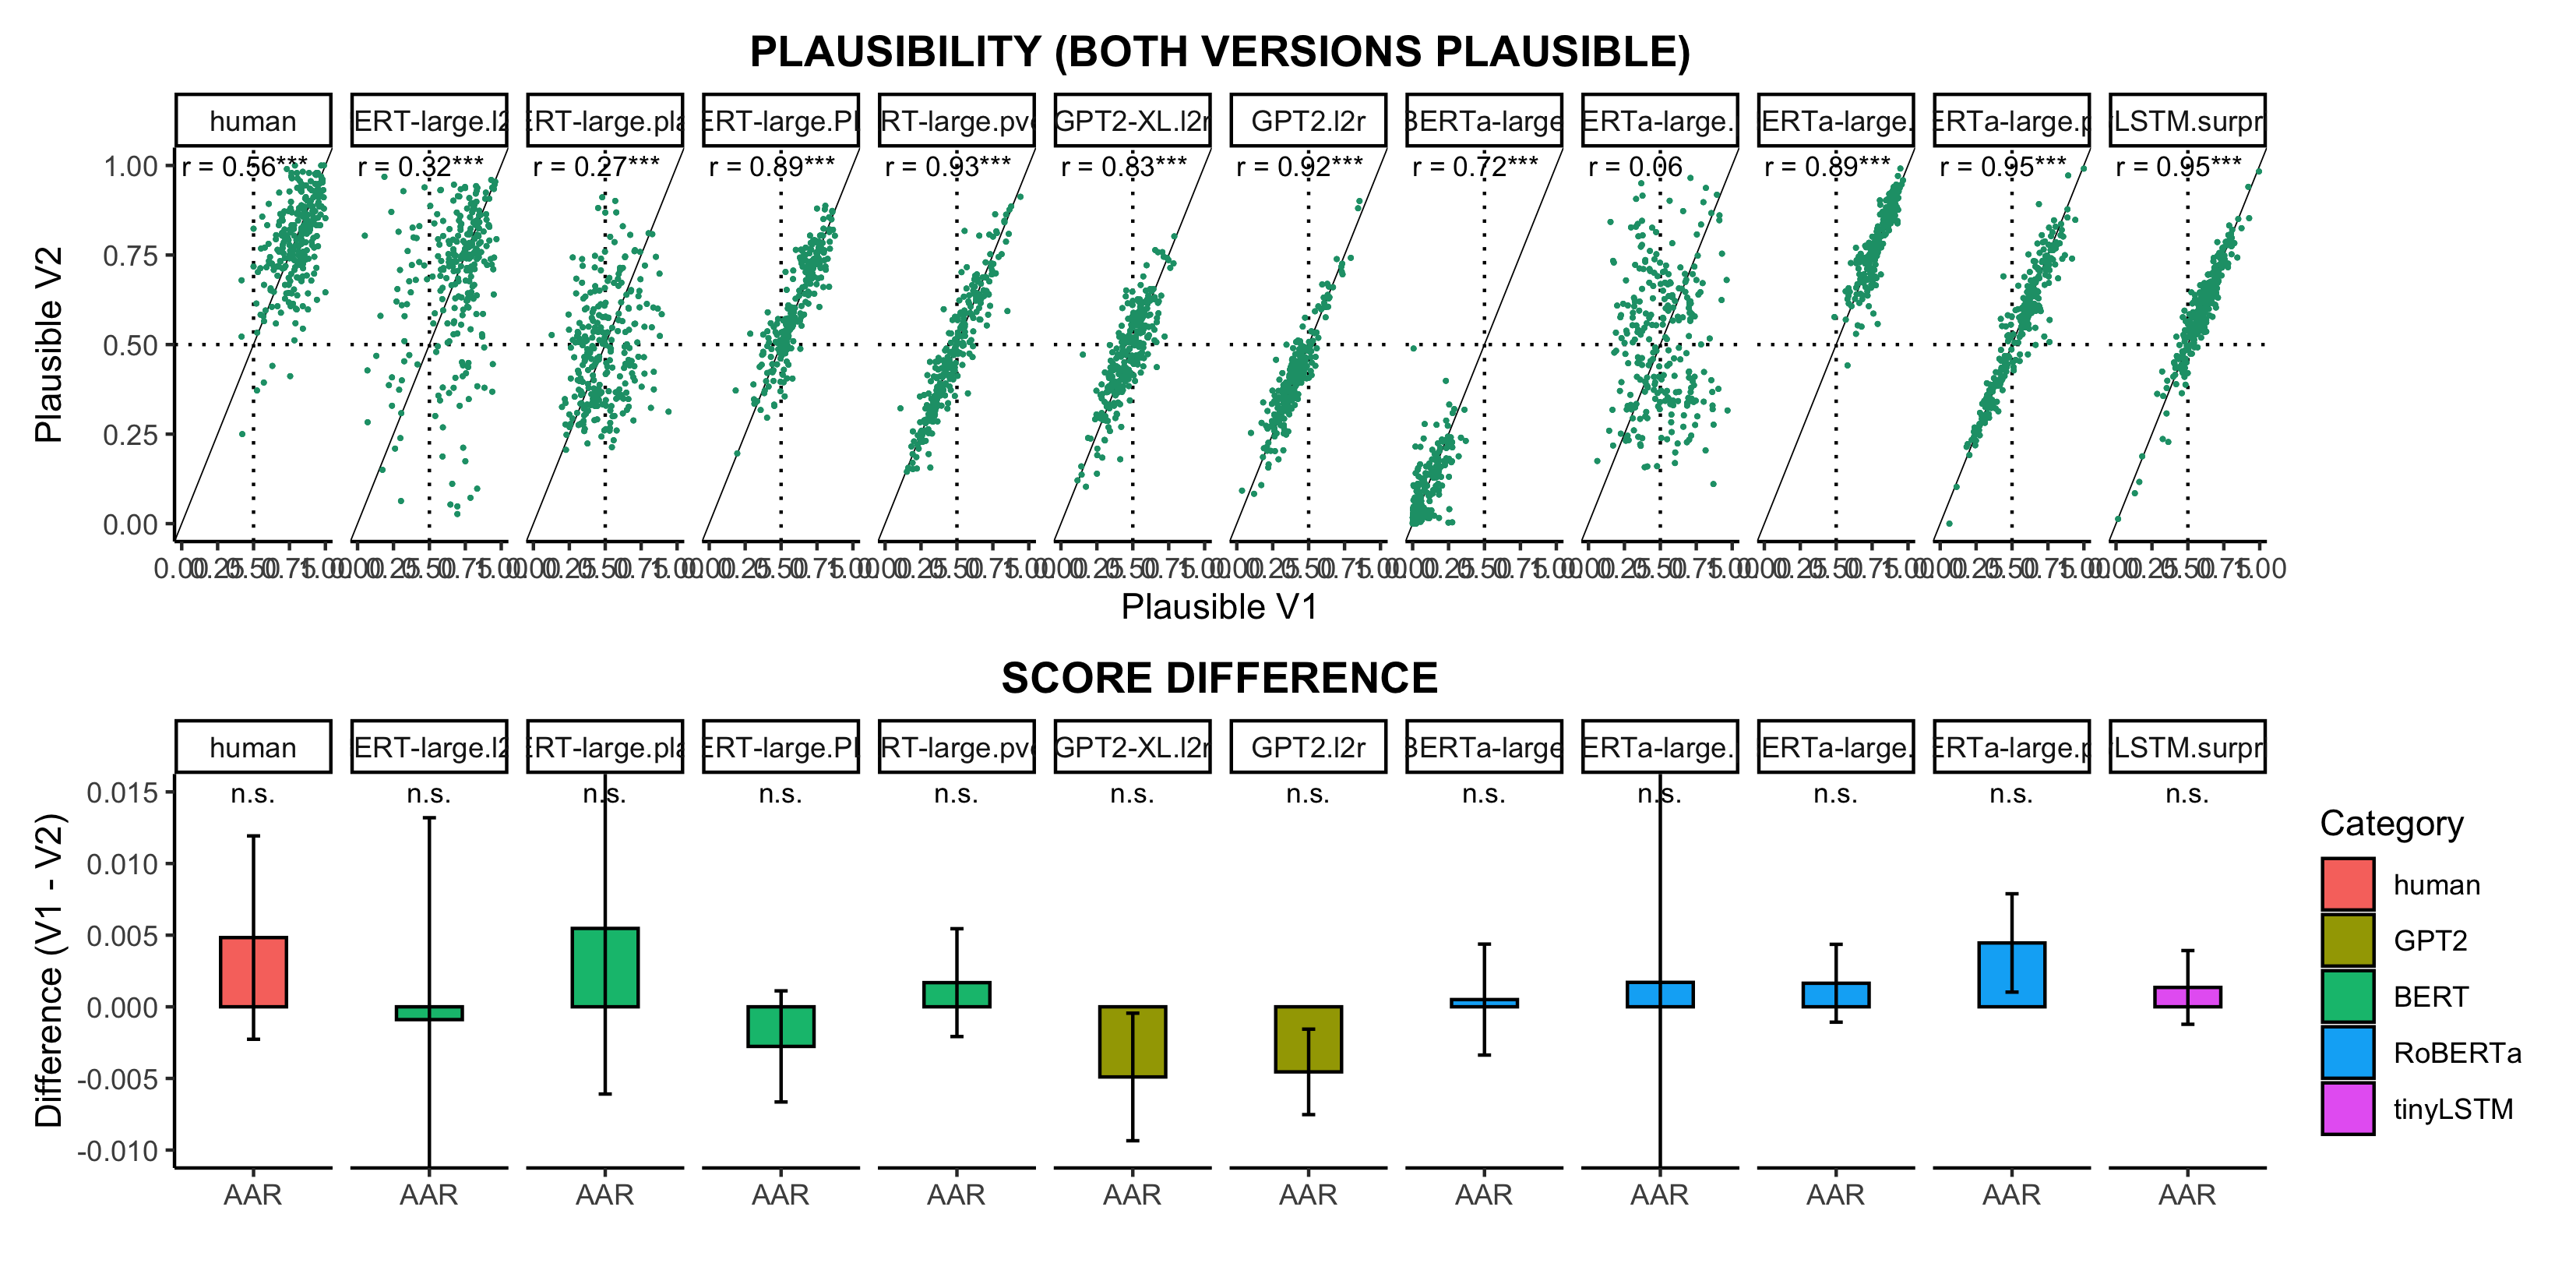 PLAUSIBILITY (BOTH VERSIONS PLAUSIBLE)
human ERT-large.l2 ERT-large.pla ERT-large.Pl RT-large.pv GPT2-XL.l2r GPT2.l2r BERTa-large ERTa-large. ERTa-large. ERTa-large.p LSTM.surpr
r = 0.56*** r = 0.32*** r = 0.27*** r = 0.89*** r = 0.93*** r = 0.83*** r = 0.92*** r = 0.72*** r = 0.06 r = 0.89*** r = 0.95*** r = 0.95***
1.00
0.75
0.50
0.25
0.00
Plausible V2
Plausible V1
SCORE DIFFERENCE
human ERT-large.l2 ERT-large.pla ERT-large.Pl RT-large.pv GPT2-XL.l2r GPT2.l2r BERTa-large ERTa-large. ERTa-large. ERTa-large.p LSTM.surpr
n.s. n.s. n.s. n.s. n.s. n.s. n.s. n.s. n.s. n.s. n.s. n.s.
0.015
0.010
0.005
0.000
-0.005
-0.010
Difference (V1 - V2)
AAR AAR AAR AAR AAR AAR AAR AAR AAR AAR AAR AAR
Category
human
GPT2
BERT
RoBERTa
tinyLSTM